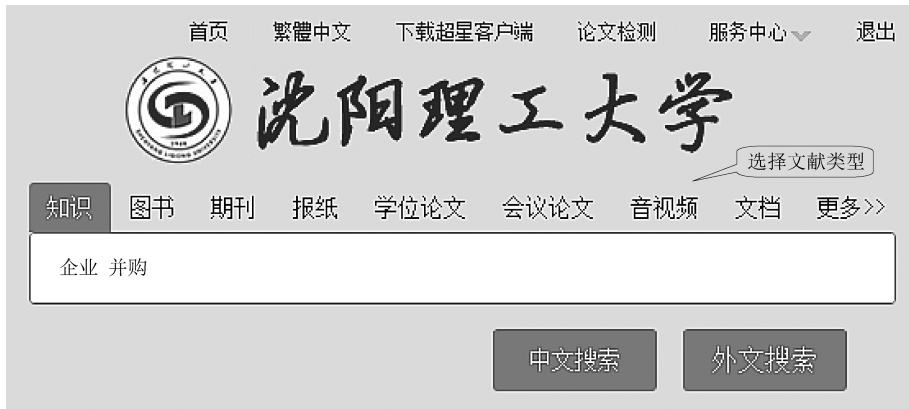 首页 繁體中文 下载超星客户端 论文检测 服务中心 退出
沈阳理工大学
选择文献类型
知识 图书 期刊 报纸 学位论文 会议论文 音视频 文档 更多>>
企业 并购
中文搜索 外文搜索